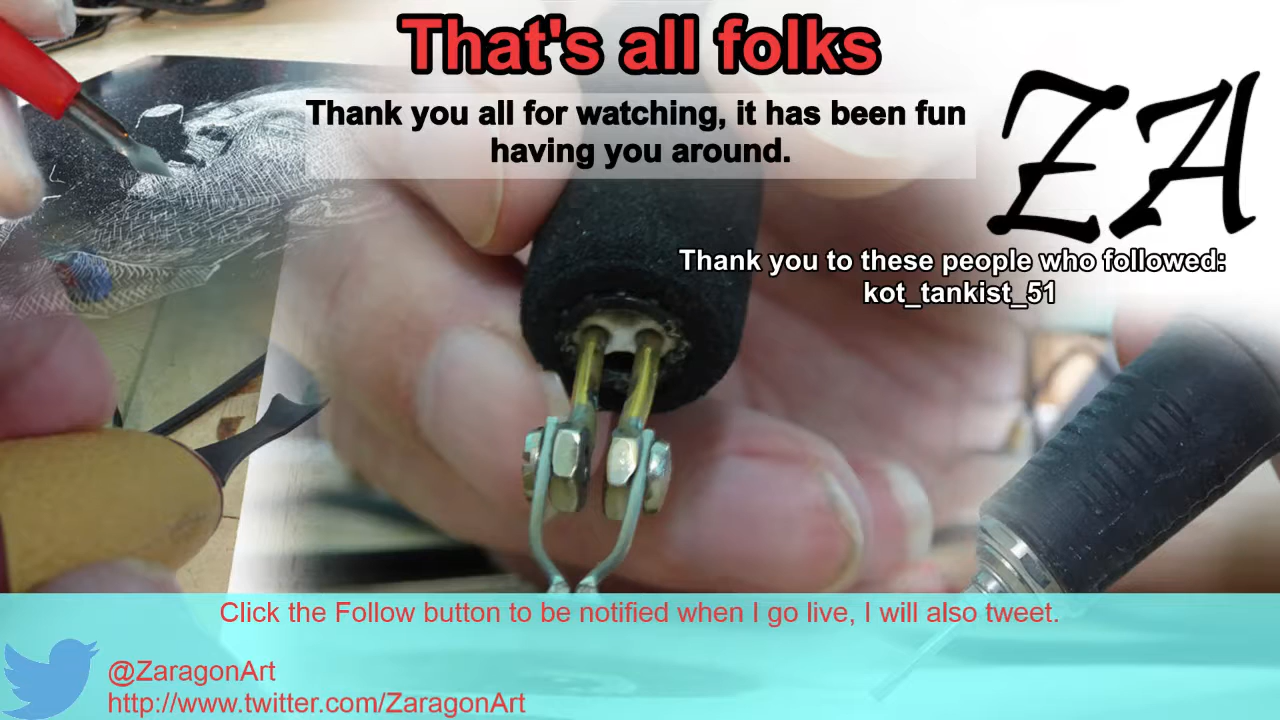 That's all folks
Thank you all for watching, it has been fun
having you around.
ZA
Thank you to these people who followed:
kot_tankist_51
Click the Follow button to be notified when I go live, I will also tweet.
@ZaragonArt
http://www.twitter.com/ZaragonArt